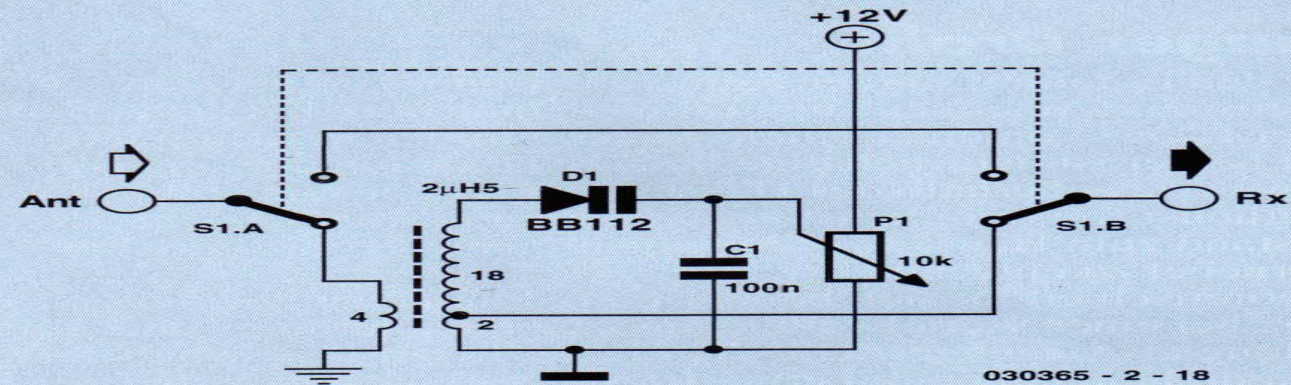 +12V
Ant
S1.A
2µH5
D1
BB112
4
18
2
C1
100n
P1
10k
S1.B
Rx
030365 - 2 - 18